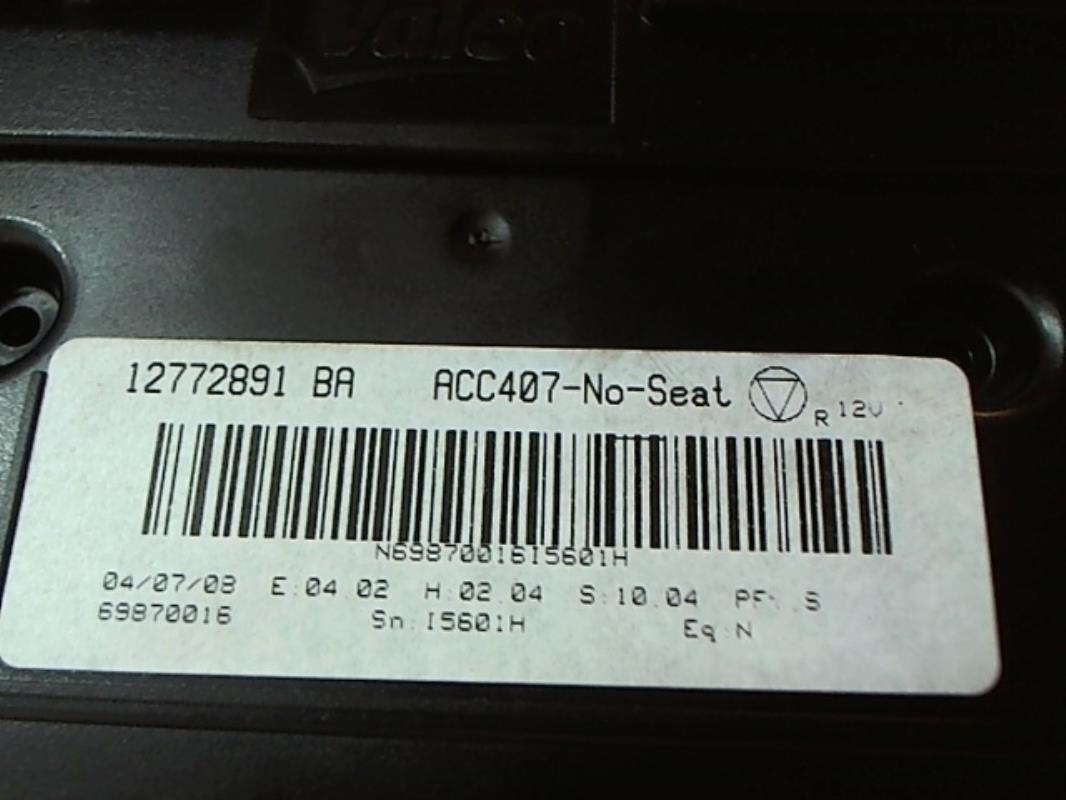 Valeo
12772891 BA ACC407-No-Seat R 12V
N69870016I5601H
04/07/08 E:04.02 H:02.04 S:10.04
69870016 Sn:I5601H Eq:N